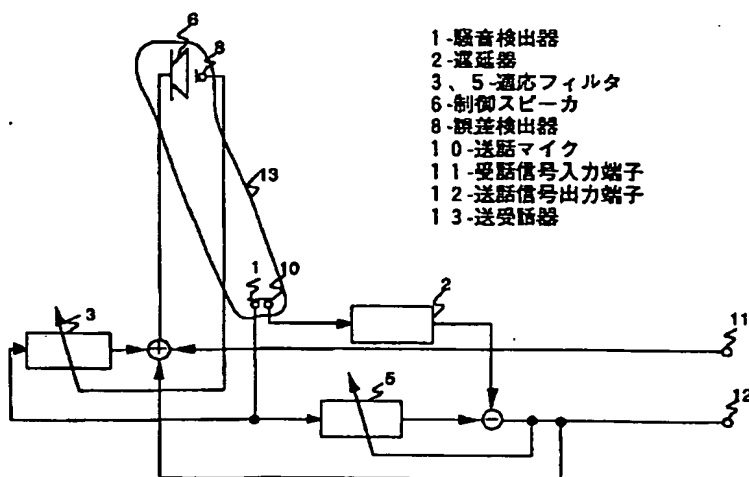 6
8
1-騒音検出器
2-遅延器
3、5-適応フィルタ
6-制御スピーカ
8-誤差検出器
10-送話マイク
11-受話信号入力端子
12-送話信号出力端子
13-送受話器
13
1 10
2
3
11
5
12